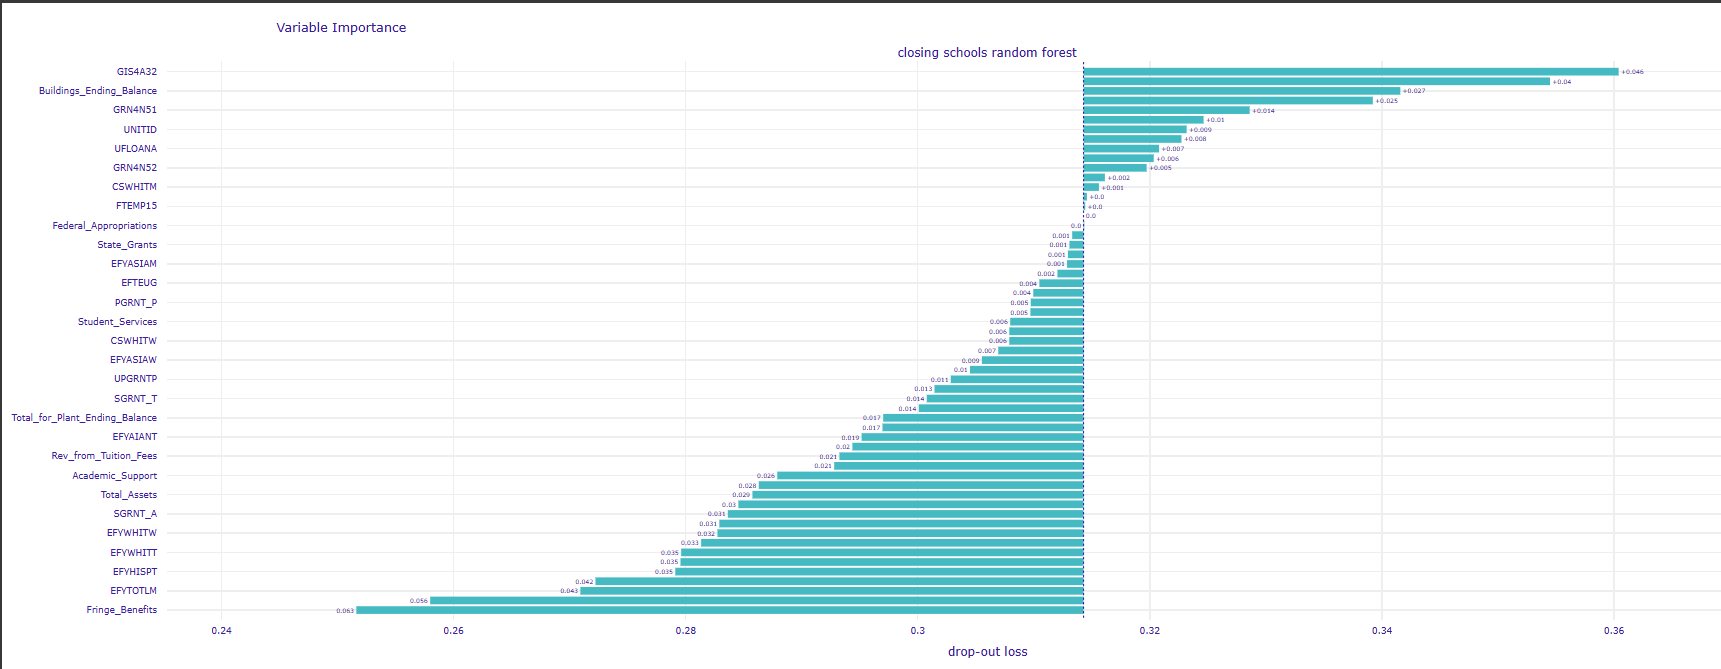 Variable Importance
closing schools random forest
GIS4A32
+0.046
+0.04
Buildings_Ending_Balance
+0.027
+0.025
GRN4N51
+0.014
+0.01
UNITID
+0.009
+0.008
UFLOANA
+0.007
+0.006
GRN4N52
+0.005
+0.002
CSWHITM
+0.001
+0.0
FTEMP15
+0.0
0.0
Federal_Appropriations
0.0
0.001
State_Grants
0.001
0.001
EFYASIAM
0.001
0.002
EFTEUG
0.004
0.004
PGRNT_P
0.005
0.005
Student_Services
0.006
0.006
CSWHITW
0.006
0.007
EFYASIAW
0.009
0.01
UPGRNTP
0.011
0.013
SGRNT_T
0.014
0.014
Total_for_Plant_Ending_Balance
0.017
0.017
EFYAIANT
0.019
0.02
Rev_from_Tuition_Fees
0.021
0.021
Academic_Support
0.026
0.028
Total_Assets
0.029
0.03
SGRNT_A
0.031
0.031
EFYWHITW
0.032
0.033
EFYWHITT
0.035
0.035
EFYHISPT
0.035
0.042
EFYTOTLM
0.043
0.056
Fringe_Benefits
0.063
0.24 0.26 0.28 0.3 0.32 0.34 0.36
drop-out loss